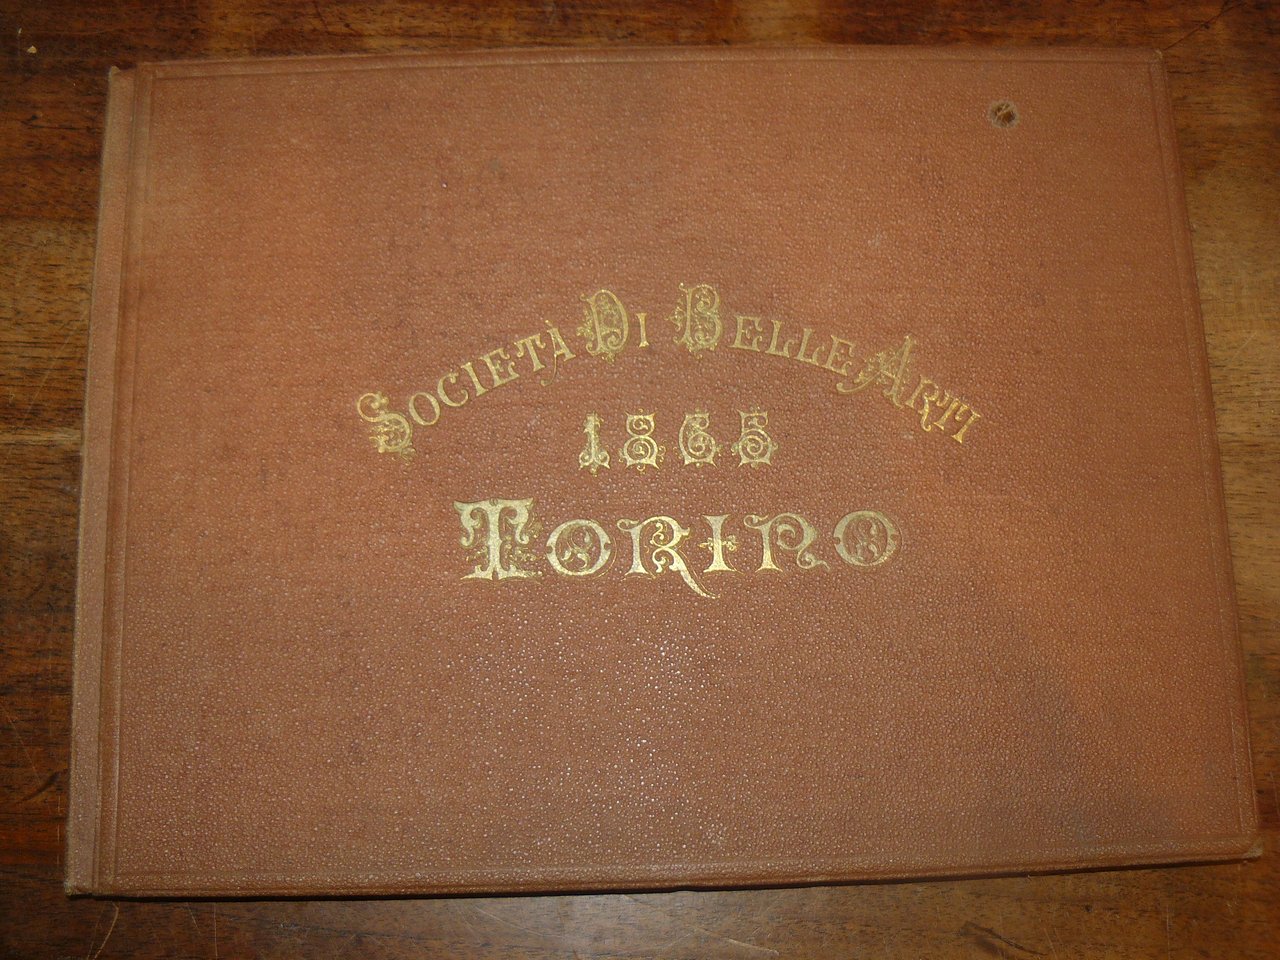 Società Di Belle Arti
1865
Torino